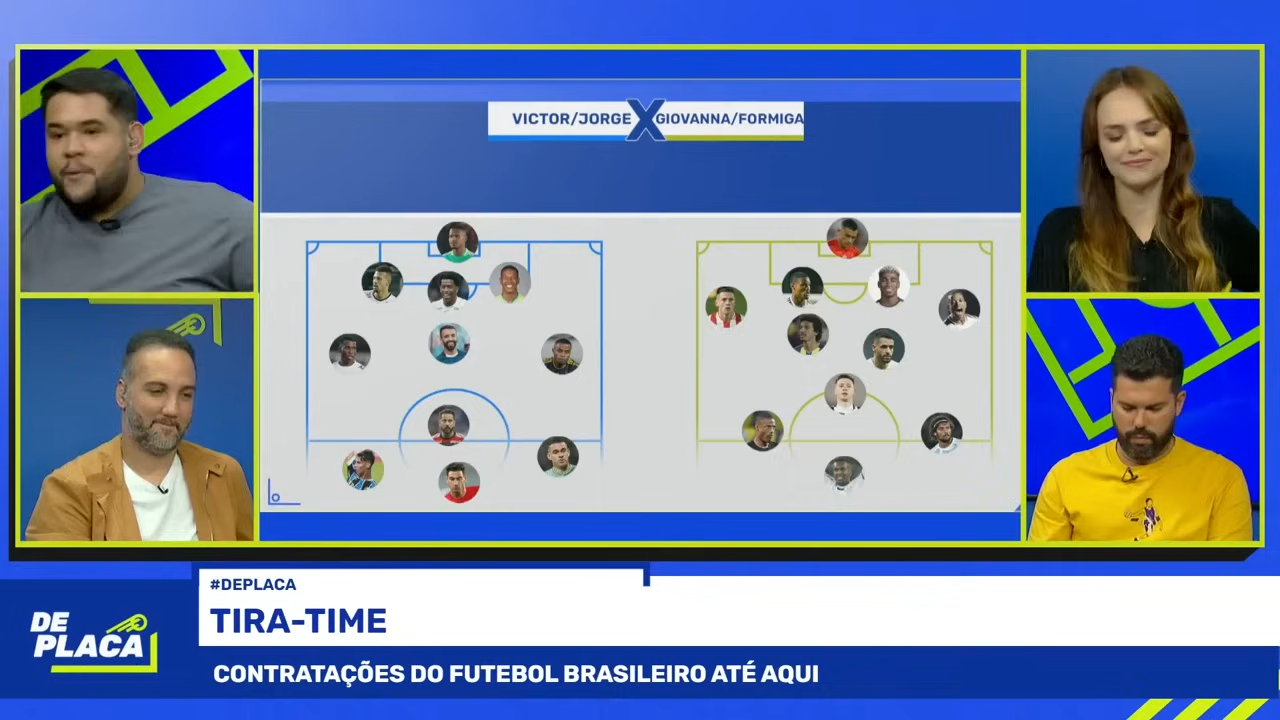 VICTOR/JORGE X GIOVANNA/FORMIGA
#DEPLACA
TIRA-TIME
DE
PLACA
CONTRATAÇÕES DO FUTEBOL BRASILEIRO ATÉ AQUI